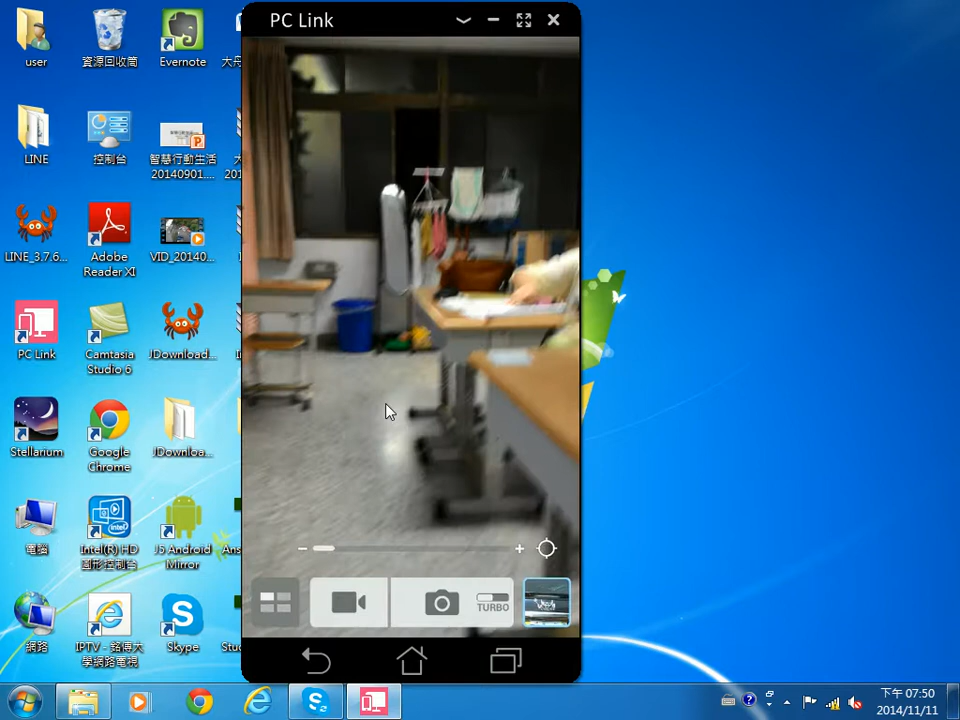 PC Link
user
資源回收筒
Evernote
LINE
控制台
智慧行動生活
20140901....
LINE_3.7.6...
Adobe
Reader XI
VID_20140...
PC Link
Camtasia
Studio 6
JDownload...
Stellarium
Google
Chrome
JDownloa...
電腦
Intel(R) HD
圖形控制台
J5 Android
Mirror
網路
IPTV - 銘傳大
學網路電視
Skype
TURBO
下午 07:50
2014/11/11